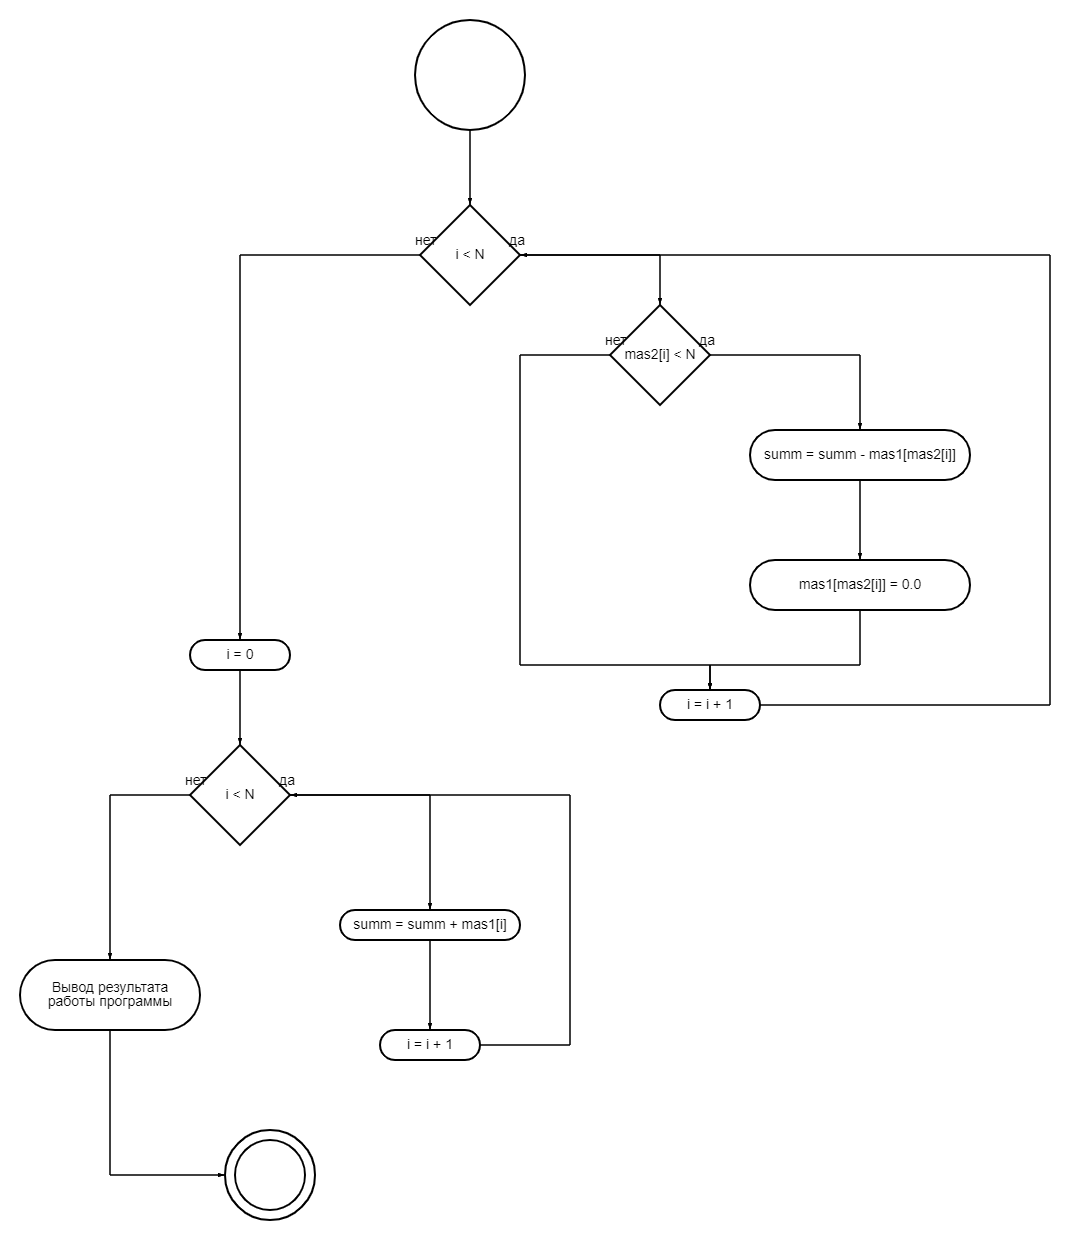 нет
да
i < N
нет
да
mas2[i] < N
summ = summ - mas1[mas2[i]]
mas1[mas2[i]] = 0.0
i = 0
i = i + 1
нет
да
i < N
summ = summ + mas1[i]
Вывод результата
работы программы
i = i + 1